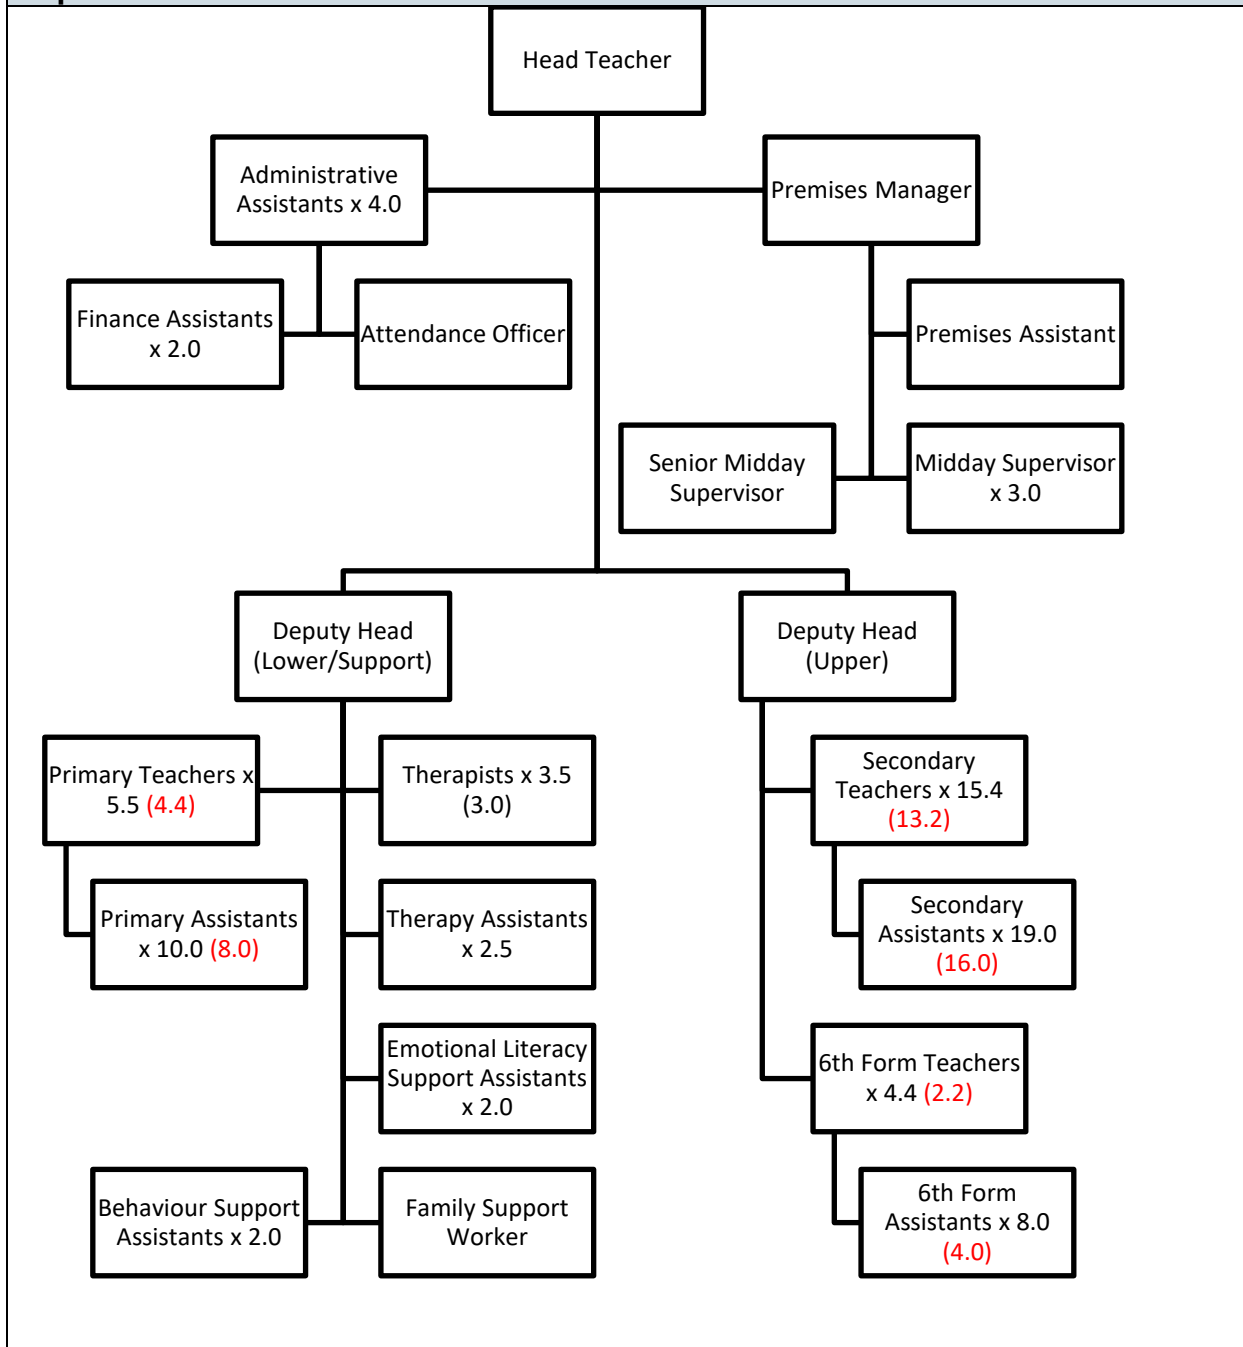 Head Teacher
Administrative
Assistants x 4.0
Premises Manager
Finance Assistants
x 2.0
Attendance Officer
Premises Assistant
Senior Midday
Supervisor
Midday Supervisor
x 3.0
Deputy Head
(Lower/Support)
Deputy Head
(Upper)
Primary Teachers x
5.5 (4.4)
Therapists x 3.5
(3.0)
Secondary
Teachers x 15.4
(13.2)
Primary Assistants
x 10.0 (8.0)
Therapy Assistants
x 2.5
Secondary
Assistants x 19.0
(16.0)
Emotional Literacy
Support Assistants
x 2.0
6th Form Teachers
x 4.4 (2.2)
Behaviour Support
Assistants x 2.0
Family Support
Worker
6th Form
Assistants x 8.0
(4.0)